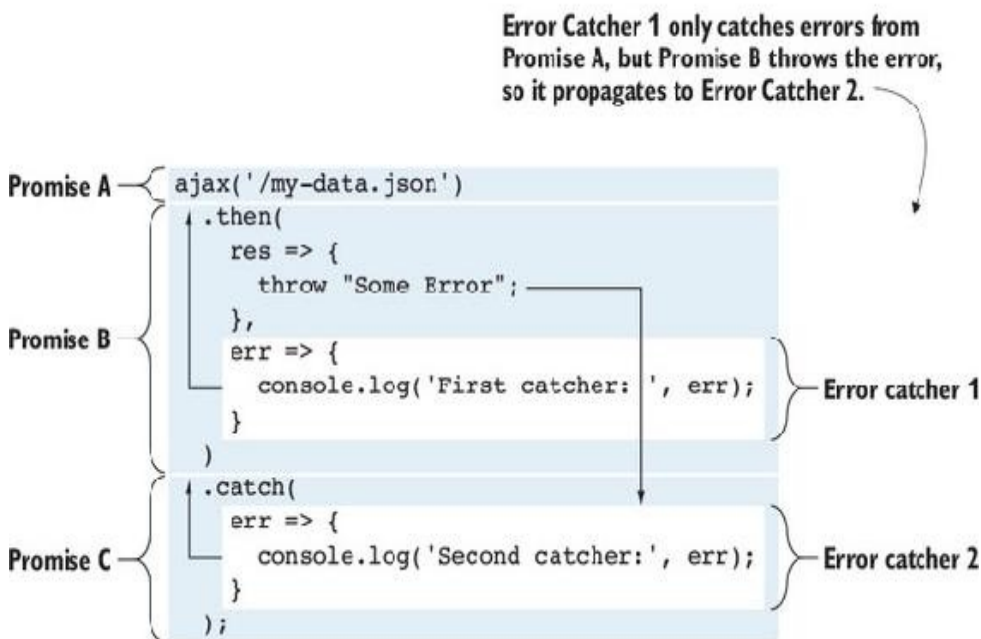 Error Catcher 1 only catches errors from
Promise A, but Promise B throws the error,
so it propagates to Error Catcher 2.
Promise A
ajax('/my-data.json')
.then(
res => {
throw "Some Error";
},
Promise B
err => {
console.log('First catcher: ', err);
}
Error catcher 1
)
.catch(
err => {
Promise C
console.log('Second catcher:', err);
}
Error catcher 2
);